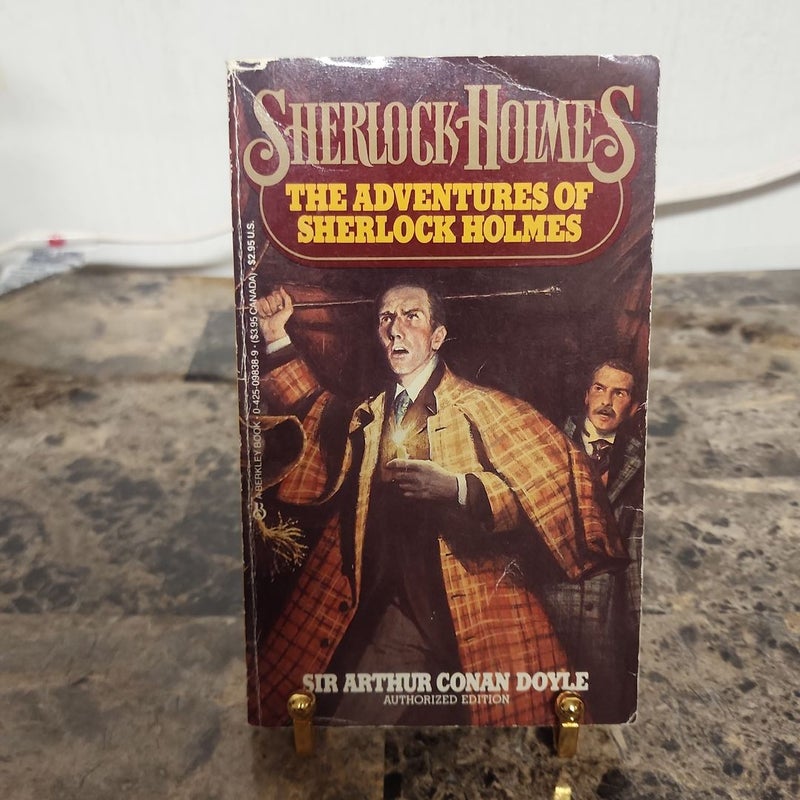 SHERLOCK HOLMES
THE ADVENTURES OF
SHERLOCK HOLMES
A BERKLEY BOOK · 0-425-09838-9 · ($3.95 CANADA) · $2.95 U.S.
SIR ARTHUR CONAN DOYLE
AUTHORIZED EDITION